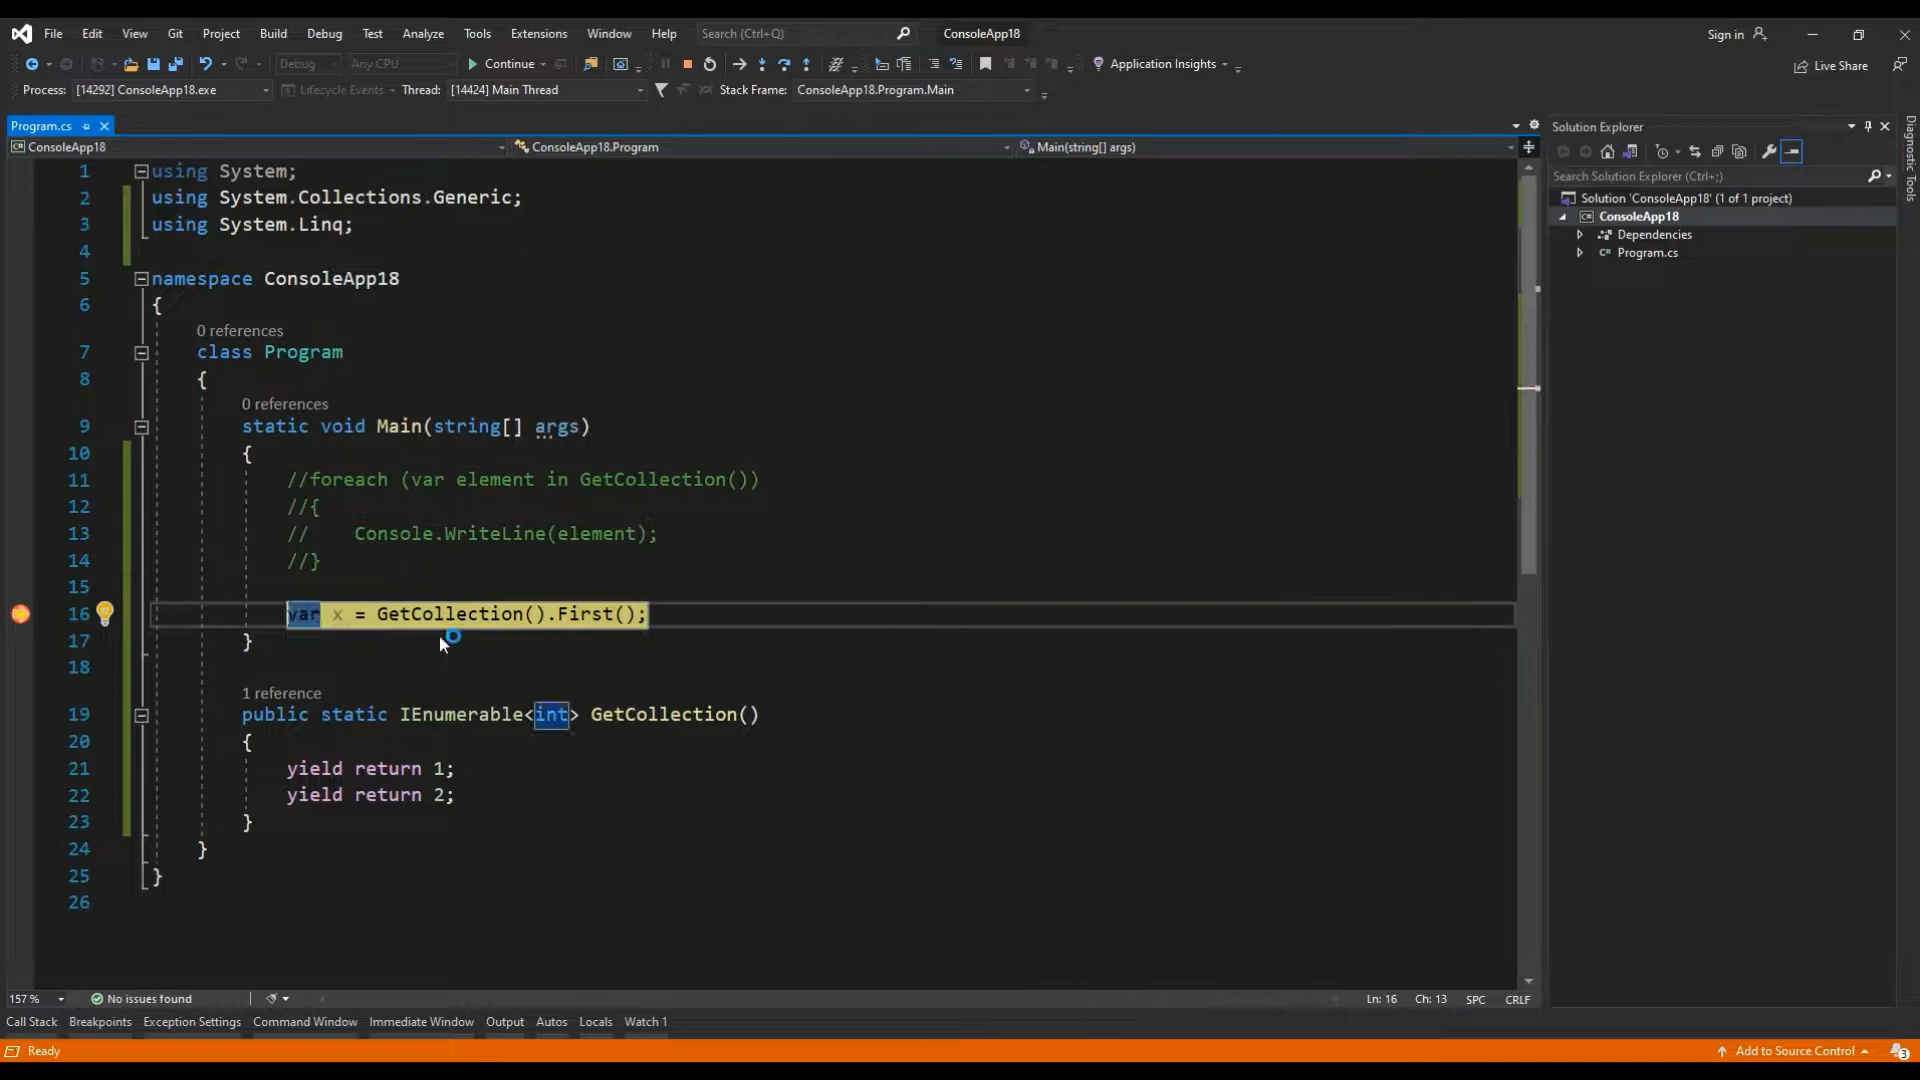 File Edit View Git Project Build Debug Test Analyze Tools Extensions Window Help Search (Ctrl+Q) ConsoleApp18 Sign in
Debug Any CPU Continue Application Insights Live Share
Process: [14292] ConsoleApp18.exe Lifecycle Events Thread: [14424] Main Thread Stack Frame: ConsoleApp18.Program.Main
Program.cs
ConsoleApp18 ConsoleApp18.Program Main(string[] args)
1 using System;
2 using System.Collections.Generic;
3 using System.Linq;
4
5 namespace ConsoleApp18
6 {
0 references
7 class Program
8 {
0 references
9 static void Main(string[] args)
10 {
11 //foreach (var element in GetCollection())
12 //{
13 // Console.WriteLine(element);
14 //}
15
16 var x = GetCollection().First();
17 }
18
1 reference
19 public static IEnumerable<int> GetCollection()
20 {
21 yield return 1;
22 yield return 2;
23 }
24 }
25 }
26
157 % No issues found Ln: 16 Ch: 13 SPC CRLF
Call Stack Breakpoints Exception Settings Command Window Immediate Window Output Autos Locals Watch 1
Ready Add to Source Control 3
Solution Explorer
Search Solution Explorer (Ctrl+;)
Solution 'ConsoleApp18' (1 of 1 project)
ConsoleApp18
Dependencies
C# Program.cs
Diagnostic Tools